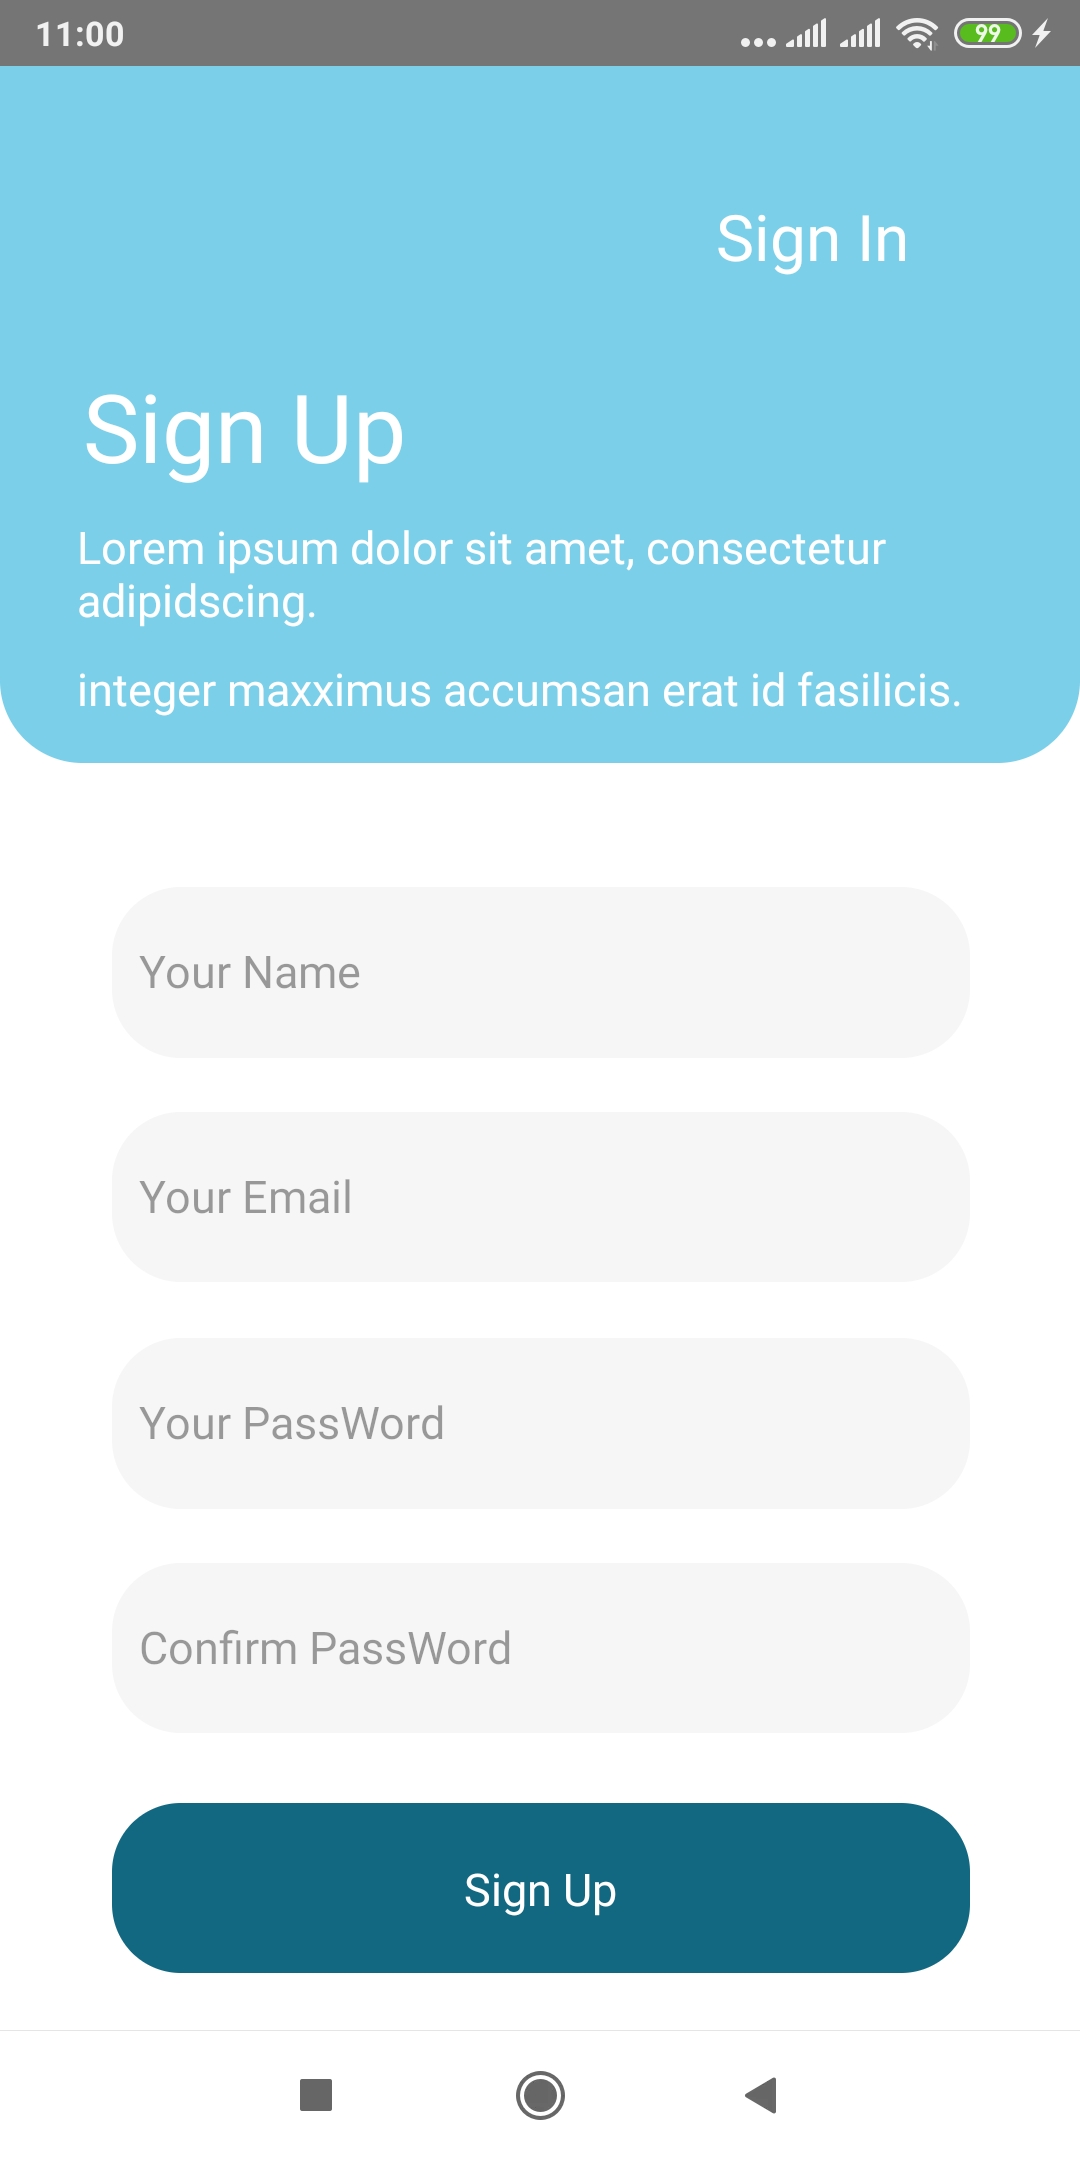 11:00
99
Sign In
Sign Up
Lorem ipsum dolor sit amet, consectetur
adipidscing.
integer maxximus accumsan erat id fasilicis.
Your Name
Your Email
Your PassWord
Confirm PassWord
Sign Up